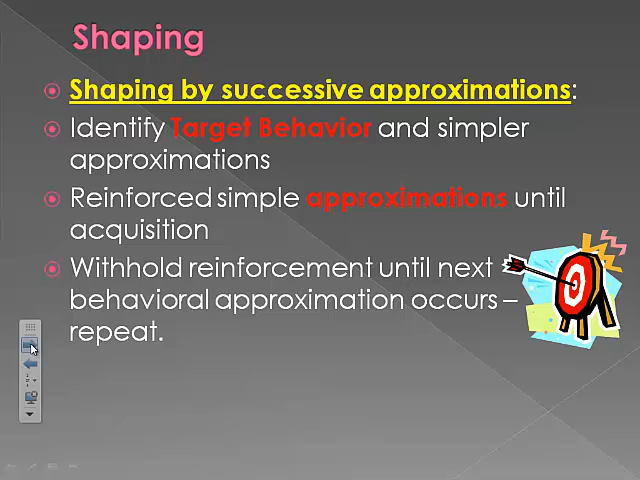 Shaping
Shaping by successive approximations:
Identify Target Behavior and simpler
approximations
Reinforced simple approximations until
acquisition
Withhold reinforcement until next
behavioral approximation occurs –
repeat.